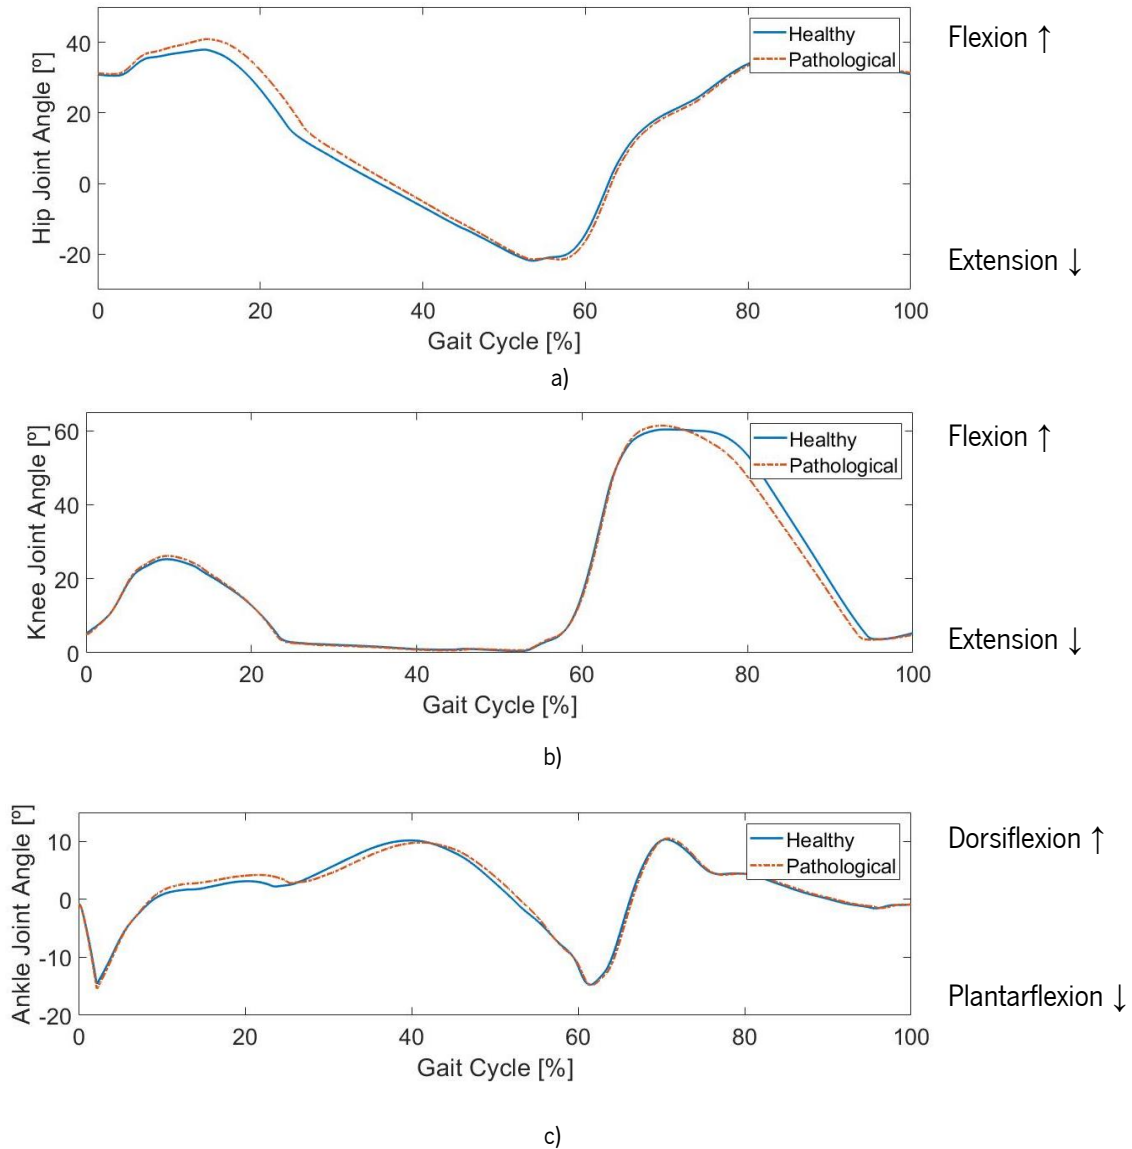 Hip Joint Angle [º]
40
20
0
-20
Healthy
Pathological
Flexion ↑
Extension ↓
0 20 40 60 80 100
Gait Cycle [%]
a)
Knee Joint Angle [º]
60
40
20
0
Healthy
Pathological
Flexion ↑
Extension ↓
0 20 40 60 80 100
Gait Cycle [%]
b)
Ankle Joint Angle [º]
10
0
-10
-20
Healthy
Pathological
Dorsiflexion ↑
Plantarflexion ↓
0 20 40 60 80 100
Gait Cycle [%]
c)